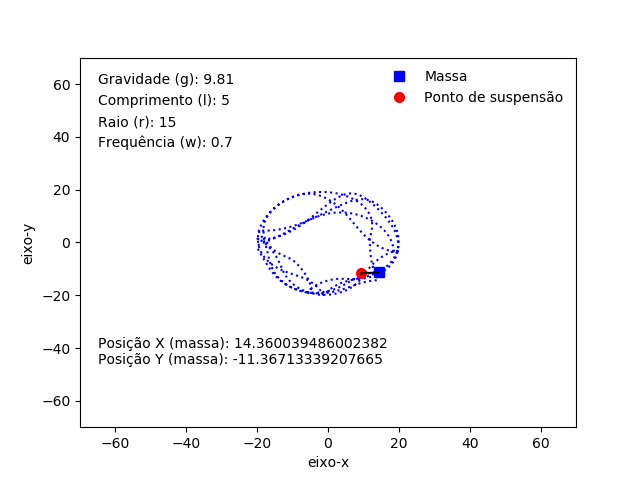 Gravidade (g): 9.81
Comprimento (l): 5
Raio (r): 15
Frequência (w): 0.7
Massa
Ponto de suspensão
60
40
20
0
−20
−40
−60
eixo-y
Posição X (massa): 14.360039486002382
Posição Y (massa): -11.36713339207665
−60 −40 −20 0 20 40 60
eixo-x